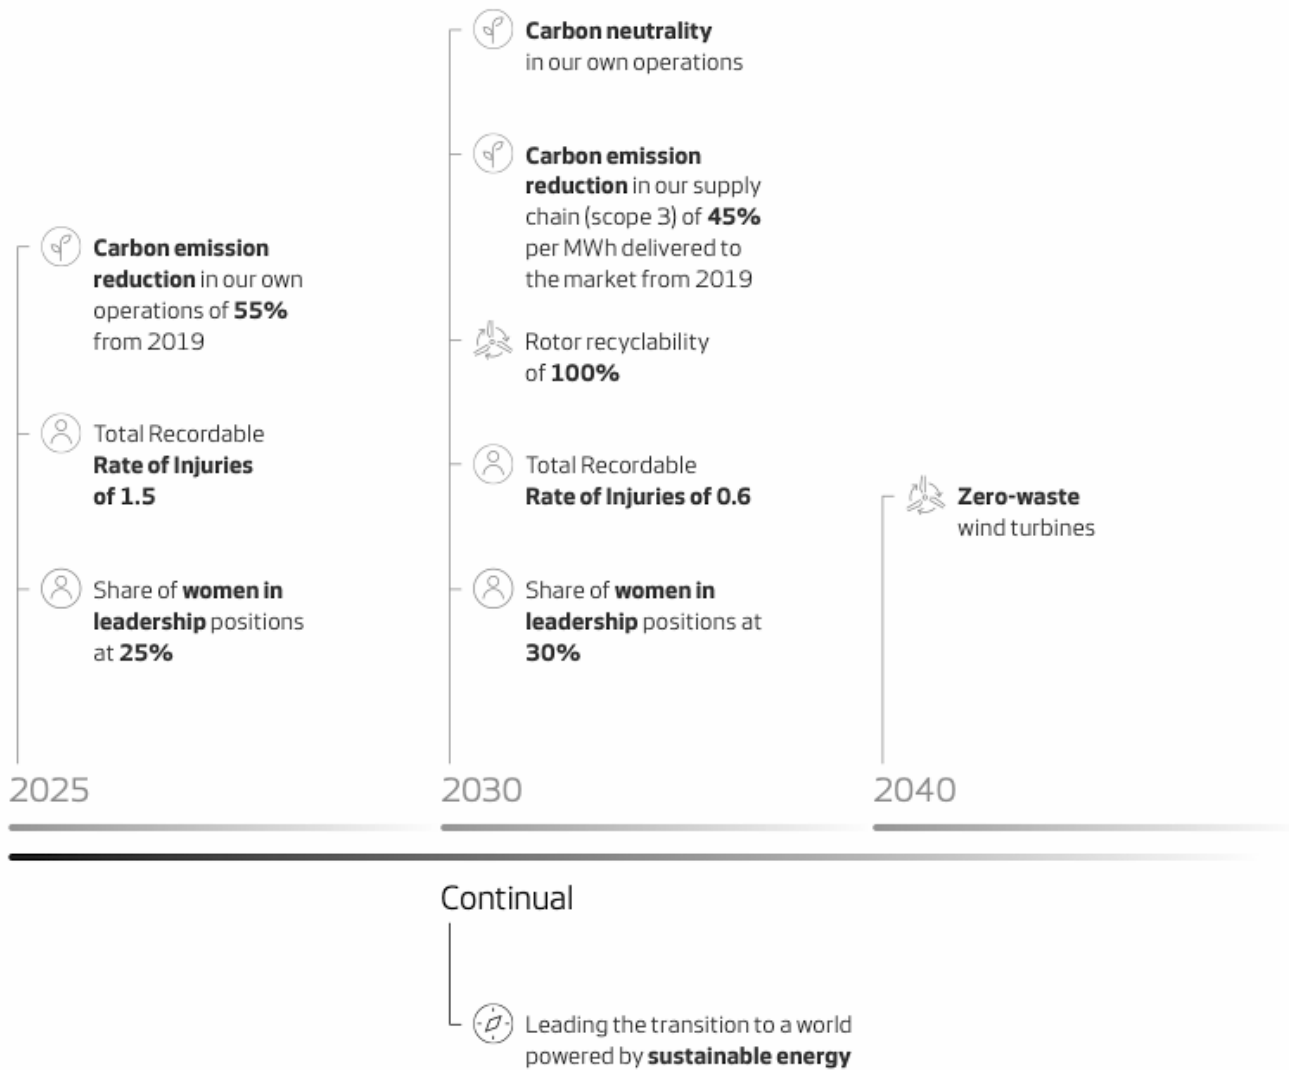 Carbon emission
reduction in our own
operations of 55%
from 2019
Total Recordable
Rate of Injuries
of 1.5
Share of women in
leadership positions
at 25%
2025
Carbon neutrality
in our own operations
Carbon emission
reduction in our supply
chain (scope 3) of 45%
per MWh delivered to
the market from 2019
Rotor recyclability
of 100%
Total Recordable
Rate of Injuries of 0.6
Share of women in
leadership positions at
30%
2030
Zero-waste
wind turbines
2040
Continual
Leading the transition to a world
powered by sustainable energy